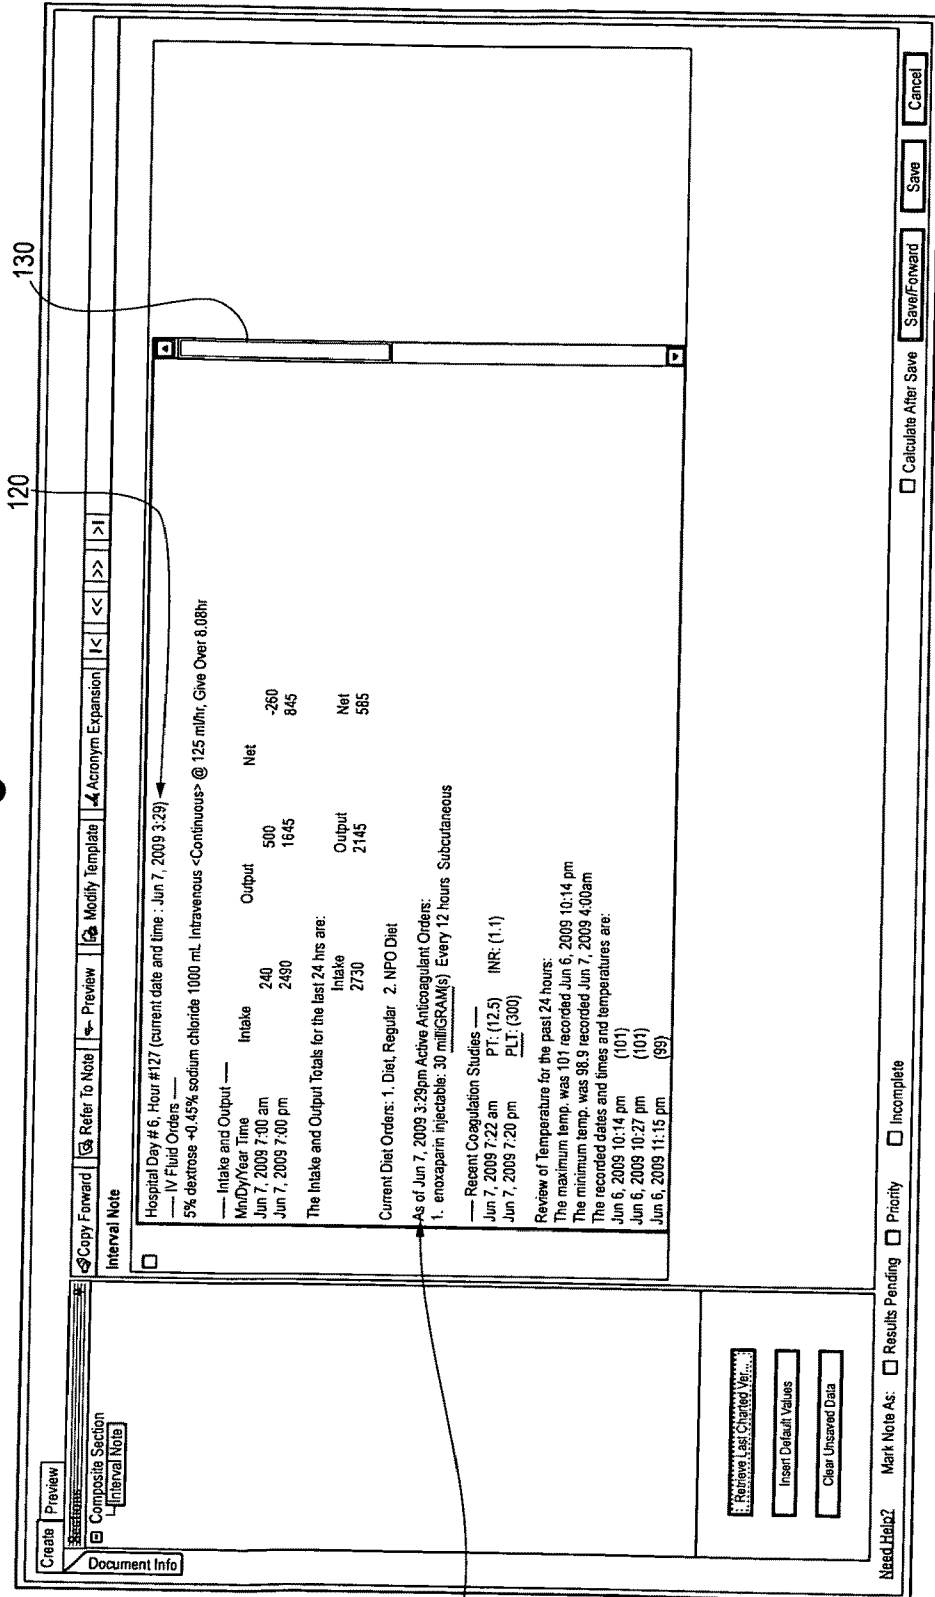 120
130
Create Preview
Document Info
Sections
Composite Section
Interval Note
Copy Forward Refer To Note Preview Modify Template Acronym Expansion |< << >> >|
Interval Note
Hospital Day # 6, Hour #127 (current date and time : Jun 7, 2009 3:29)
---- IV Fluid Orders ----
5% dextrose +0.45% sodium chloride 1000 mL Intravenous <Continuous> @ 125 ml/hr, Give Over 8.08hr
---- Intake and Output ----
Mn/Dy/Year Time Intake Output Net
Jun 7, 2009 7:00 am 240 500 -260
Jun 7, 2009 7:00 pm 2490 1645 845
The Intake and Output Totals for the last 24 hrs are:
Intake Output Net
2730 2145 585
Current Diet Orders: 1. Diet, Regular 2. NPO Diet
As of Jun 7, 2009 3:29pm Active Anticoagulant Orders:
1. enoxaparin injectable: 30 milliGRAM(s) Every 12 hours Subcutaneous
---- Recent Coagulation Studies ----
Jun 7, 2009 7:22 am PT: (12.5) INR: (1.1)
Jun 7, 2009 7:20 pm PLT: (300)
Review of Temperature for the past 24 hours:
The maximum temp. was 101 recorded Jun 6, 2009 10:14 pm
The minimum temp. was 98.9 recorded Jun 7, 2009 4:00am
The recorded dates and times and temperatures are:
Jun 6, 2009 10:14 pm (101)
Jun 6, 2009 10:27 pm (101)
Jun 6, 2009 11:15 pm (99)
Retrieve Last Charted Ver...
Insert Default Values
Clear Unsaved Data
Need Help? Mark Note As: Results Pending Priority Incomplete Calculate After Save Save/Forward Save Cancel